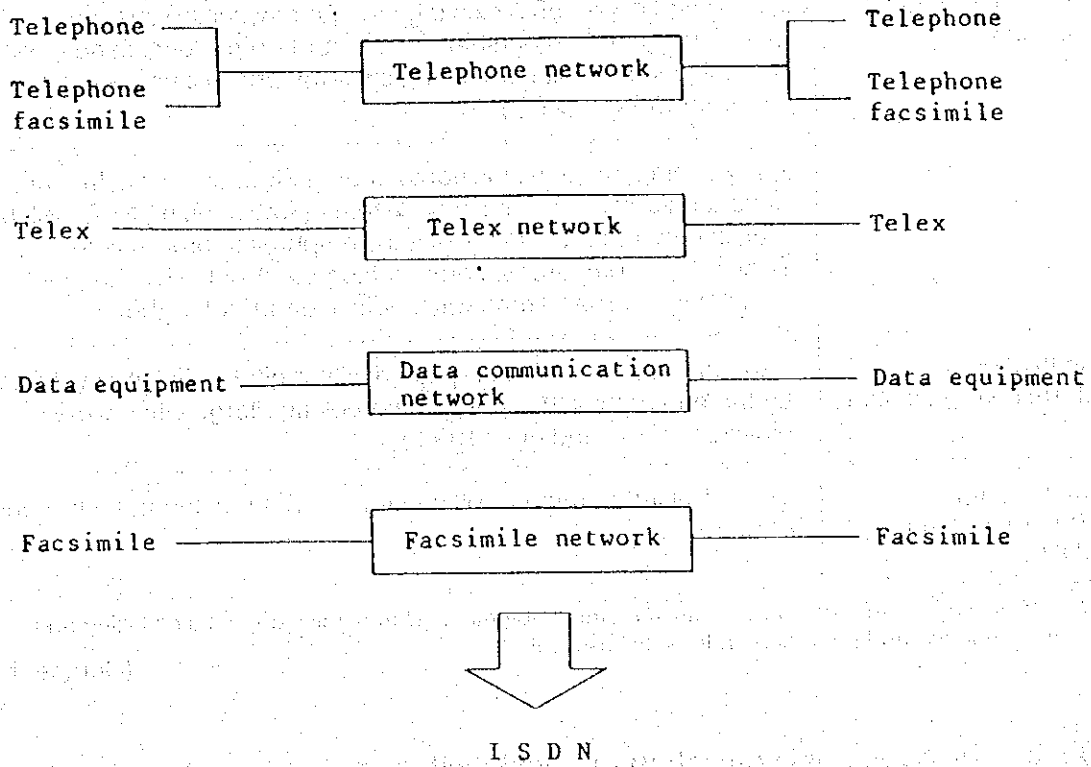 Telephone
Telephone
facsimile
Telephone network
Telephone
Telephone
facsimile
Telex
Telex network
Telex
Data equipment
Data communication
network
Data equipment
Facsimile
Facsimile network
Facsimile
I S D N